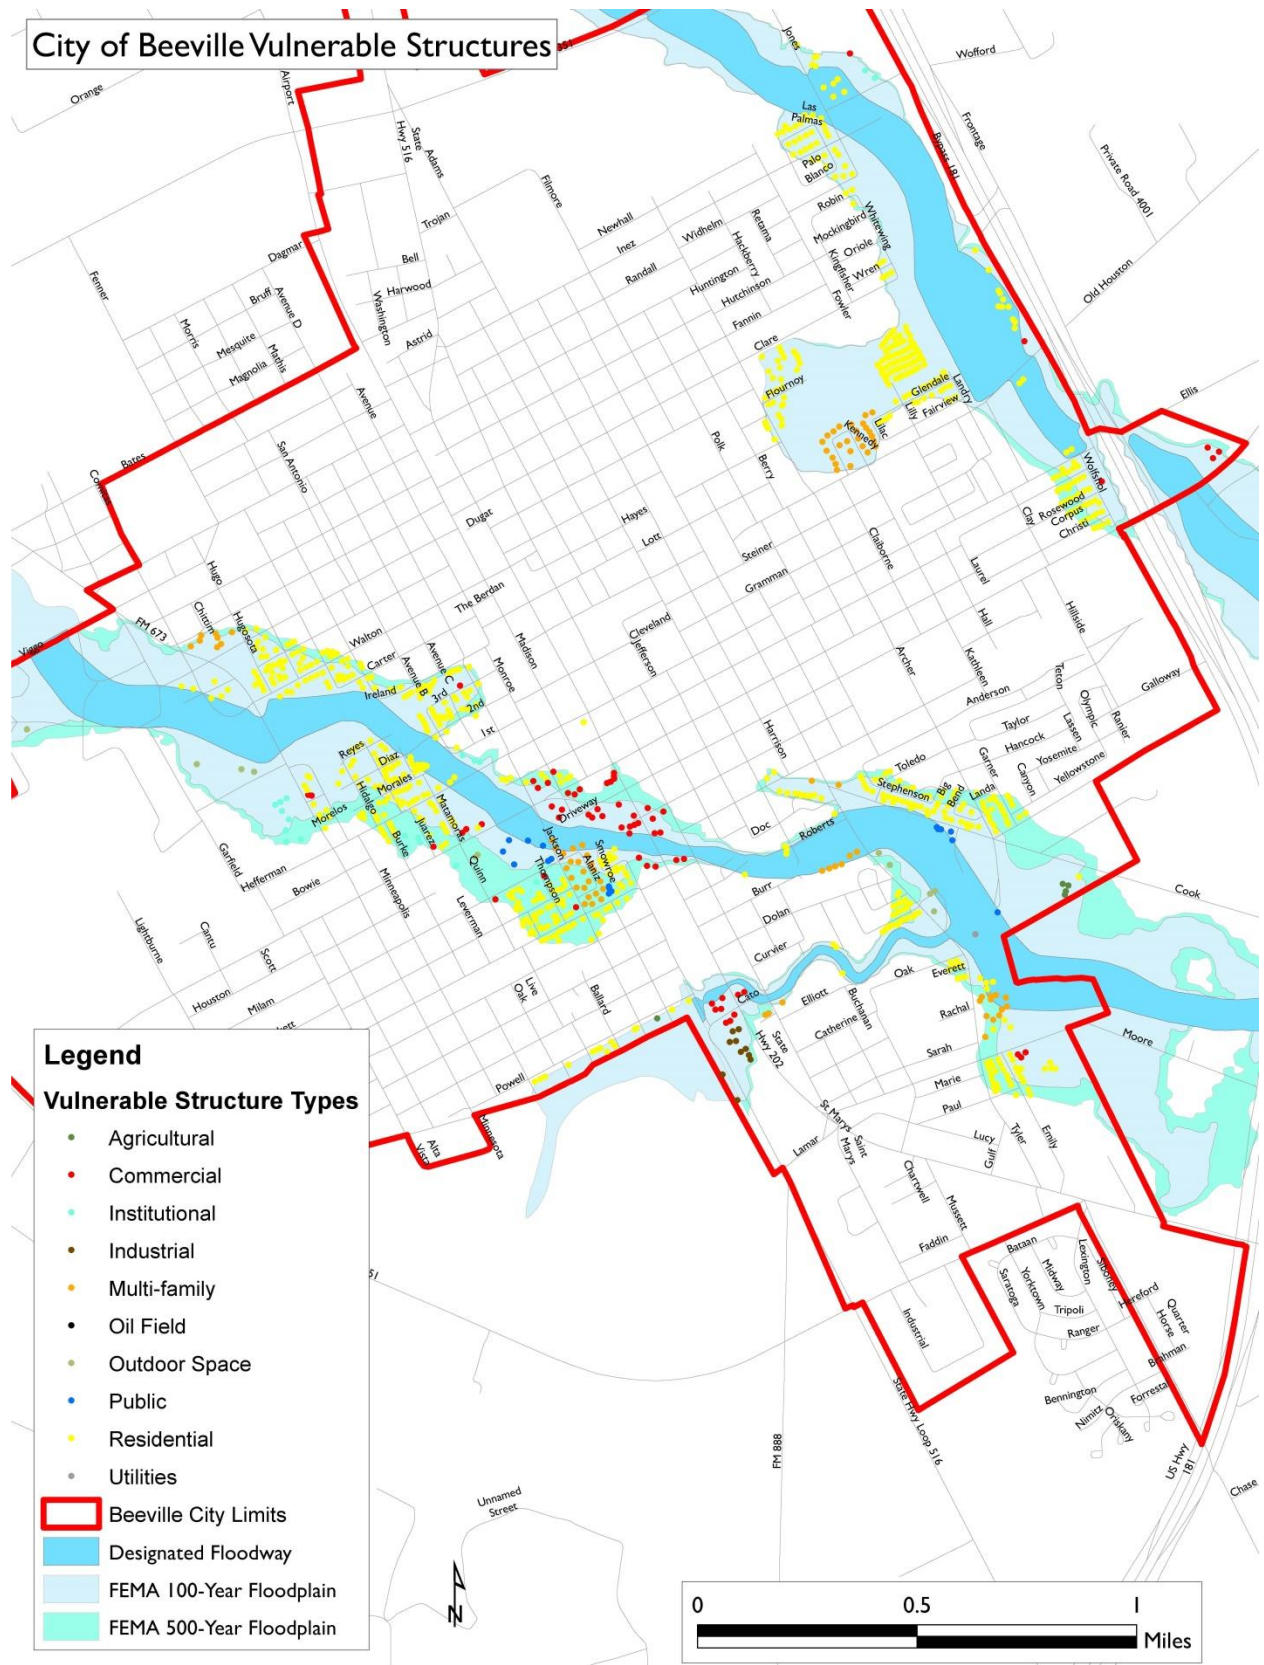 City of Beeville Vulnerable Structures
351
Jones
Wofford
Orange
Airport
State
Hwy 516
Adams
Las
Palmas
Bypass 181
Frontage
Private Road 4001
Palo
Blanco
Filmore
Trojan
Newhall
Inez
Widhelm
Retama
Hackberry
Robin
Whitewing
Mockingbird
Oriole
Kingfisher
Wren
Dagmar
Bell
Harwood
Washington
Astrid
Randall
Huntington
Hutchinson
Fannin
Fowler
Old Houston
Fenner
Bruff
Avenue D
Morris
Mesquite
Mathis
Magnolia
Clare
Flournoy
Glendale
Landry
Fairview
Lilly
Lilac
Kennedy
Ellis
Avenue
Polk
Berry
Bates
San Antonio
Dugat
Hayes
Lott
Steiner
Gramman
Claiborne
Wolfshol
Rosewood
Corpus
Christi
Clay
Laurel
Hugo
The Berdan
Cleveland
Jefferson
Hall
Hillside
FM 673
Chittim
Hugosota
Walton
Carter
Avenue B
Avenue C
Madison
Monroe
Viggo
Ireland
3rd
2nd
1st
Archer
Kathleen
Anderson
Teton
Galloway
Taylor
Hancock
Lassen
Olympic
Ranier
Yosemite
Yellowstone
Harrison
Toledo
Garner
Canyon
Reyes
Diaz
Morales
Hidalgo
Morelos
Matamoras
Juarez
Burke
Driveway
Stephenson
Big
Bend
Landa
Doc
Roberts
Garfield
Hefferman
Bowie
Minneapolis
Quinn
Jackson
Thompson
Alaniz
Smowroe
Leverman
Burr
Dolan
Curvier
Cook
Lightburne
Cantu
Scott
Houston
Milam
Live
Oak
Ballard
Cato
Elliott
Oak
Everett
Buchanan
Catherine
State
Hwy 202
Rachal
Sarah
Marie
Paul
Moore
Powell
Minnesota
Alta
Vista
St Marys
Saint
Marys
Lamar
Lucy
Gulf
Tyler
Emily
Chartwell
Mussett
Faddin
Industrial
Bataan
Lexington
Siboney
Midway
Yorktown
Saratoga
Tripoli
Ranger
Hereford
Quarter
Horse
Brahman
Bennington
Forrestal
Nimitz
Oriskany
State Hwy Loop 516
FM 888
US Hwy
181
Chase
Unnamed
Street
Legend
Vulnerable Structure Types
Agricultural
Commercial
Institutional
Industrial
Multi-family
Oil Field
Outdoor Space
Public
Residential
Utilities
Beeville City Limits
Designated Floodway
FEMA 100-Year Floodplain
FEMA 500-Year Floodplain
N
0 0.5 1
Miles